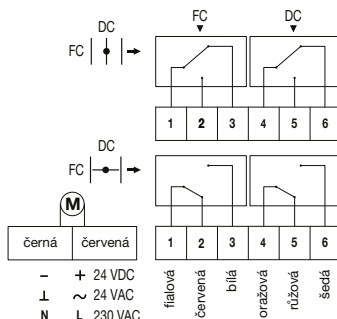 DC
FC
FC DC
1 2 3 4 5 6
DC
FC
M
1 2 3 4 5 6
černá červená
− + 24 VDC
⊥ ~ 24 VAC
N L 230 VAC
fialová
červená
bílá
oražová
růžová
šedá